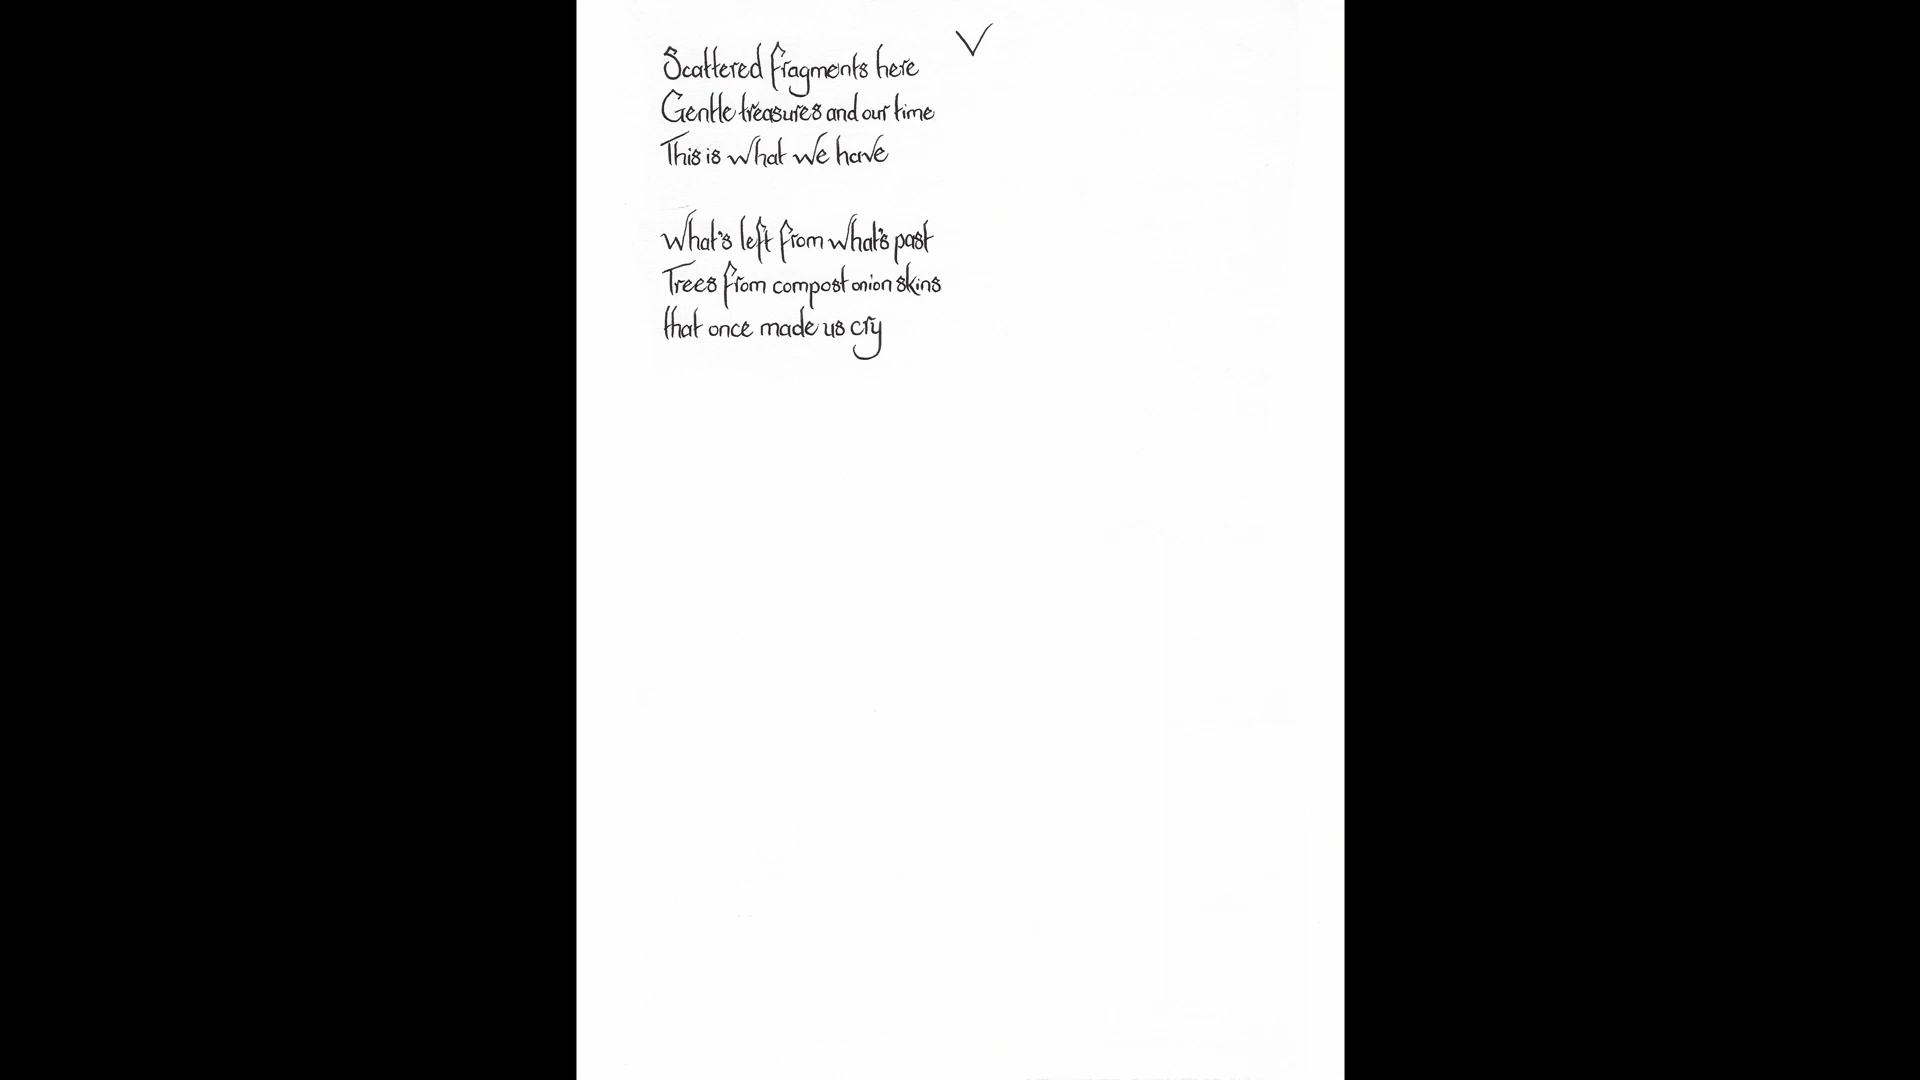 V
Scattered fragments here
Gentle treasures and our time
This is what we have
What's left from what's past
Trees from compost onion skins
that once made us cry